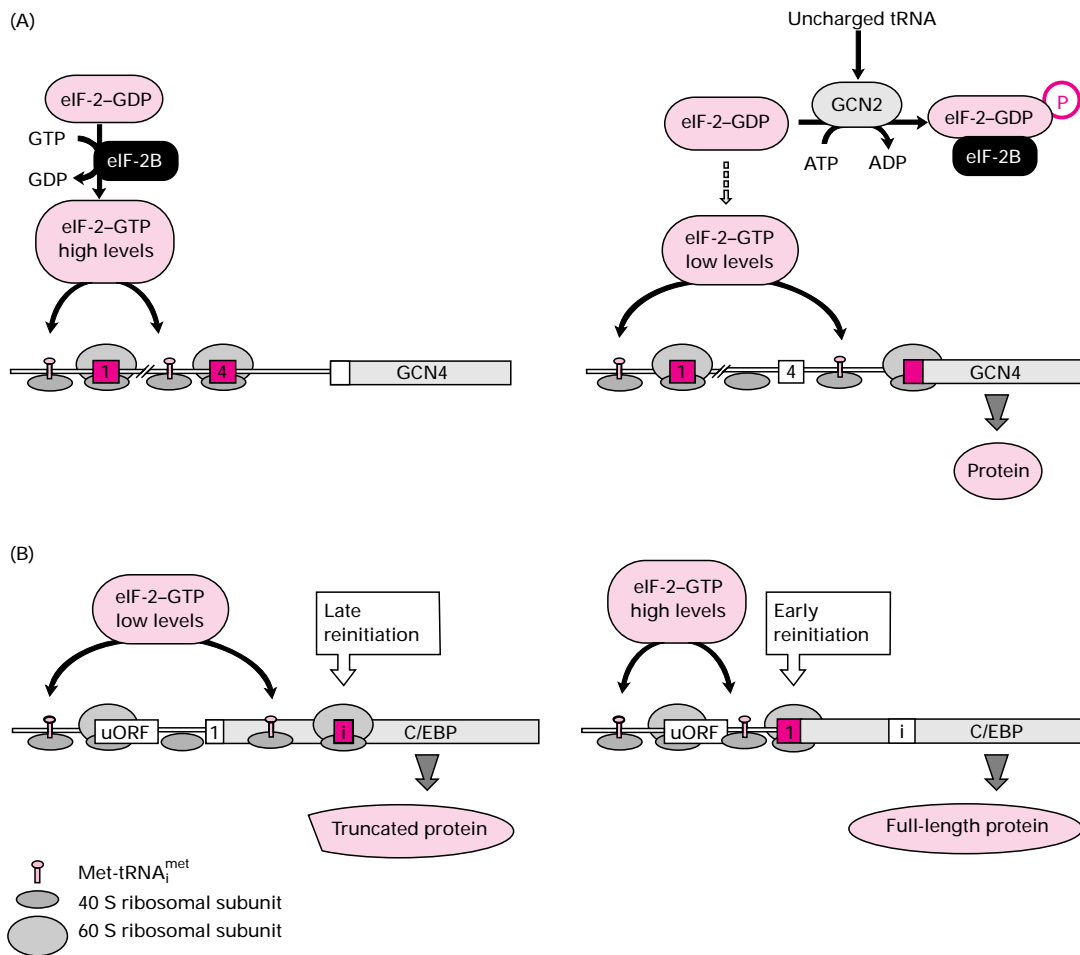 (A)
eIF-2–GDP
GTP
eIF-2B
GDP
eIF-2–GTP
high levels
1
4
GCN4
Uncharged tRNA
GCN2
eIF-2–GDP
ATP
ADP
eIF-2–GDP
P
eIF-2B
eIF-2–GTP
low levels
1
4
GCN4
Protein
(B)
eIF-2–GTP
low levels
Late
reinitiation
uORF
1
i
C/EBP
Truncated protein
eIF-2–GTP
high levels
Early
reinitiation
uORF
1
i
C/EBP
Full-length protein
Met-tRNAᵢᵐᵉᵗ
40 S ribosomal subunit
60 S ribosomal subunit